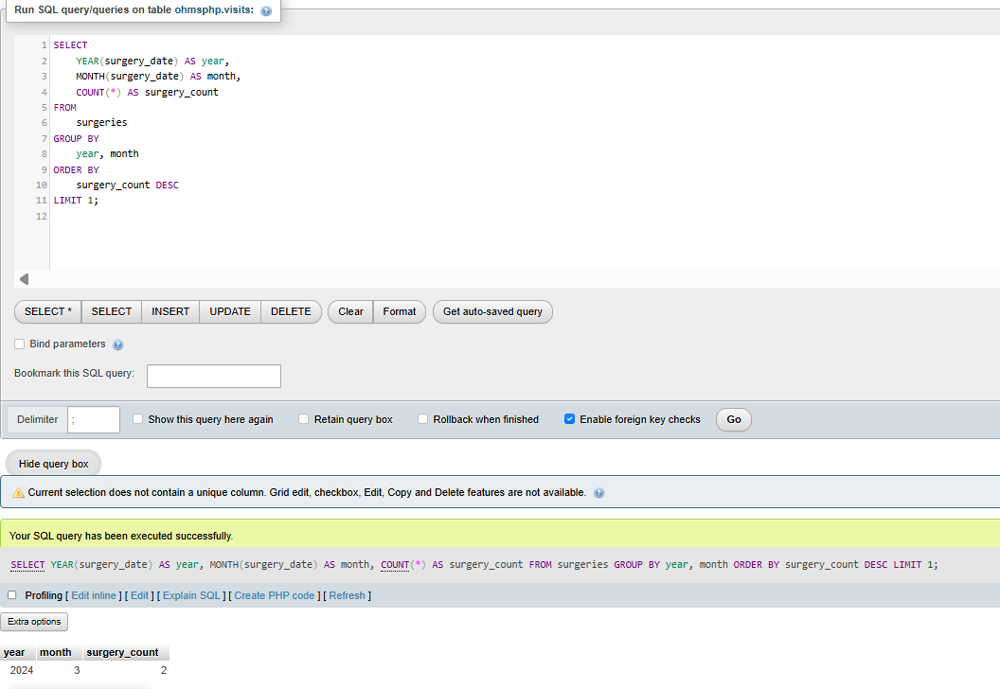 Run SQL query/queries on table ohmsphp.visits:
1 SELECT
2 YEAR(surgery_date) AS year,
3 MONTH(surgery_date) AS month,
4 COUNT(*) AS surgery_count
5 FROM
6 surgeries
7 GROUP BY
8 year, month
9 ORDER BY
10 surgery_count DESC
11 LIMIT 1;
12
SELECT * SELECT INSERT UPDATE DELETE Clear Format Get auto-saved query
Bind parameters
Bookmark this SQL query:
Delimiter ; Show this query here again Retain query box Rollback when finished Enable foreign key checks Go
Hide query box
Current selection does not contain a unique column. Grid edit, checkbox, Edit, Copy and Delete features are not available.
Your SQL query has been executed successfully.
SELECT YEAR(surgery_date) AS year, MONTH(surgery_date) AS month, COUNT(*) AS surgery_count FROM surgeries GROUP BY year, month ORDER BY surgery_count DESC LIMIT 1;
Profiling [ Edit inline ] [ Edit ] [ Explain SQL ] [ Create PHP code ] [ Refresh ]
Extra options
year month surgery_count
2024 3 2